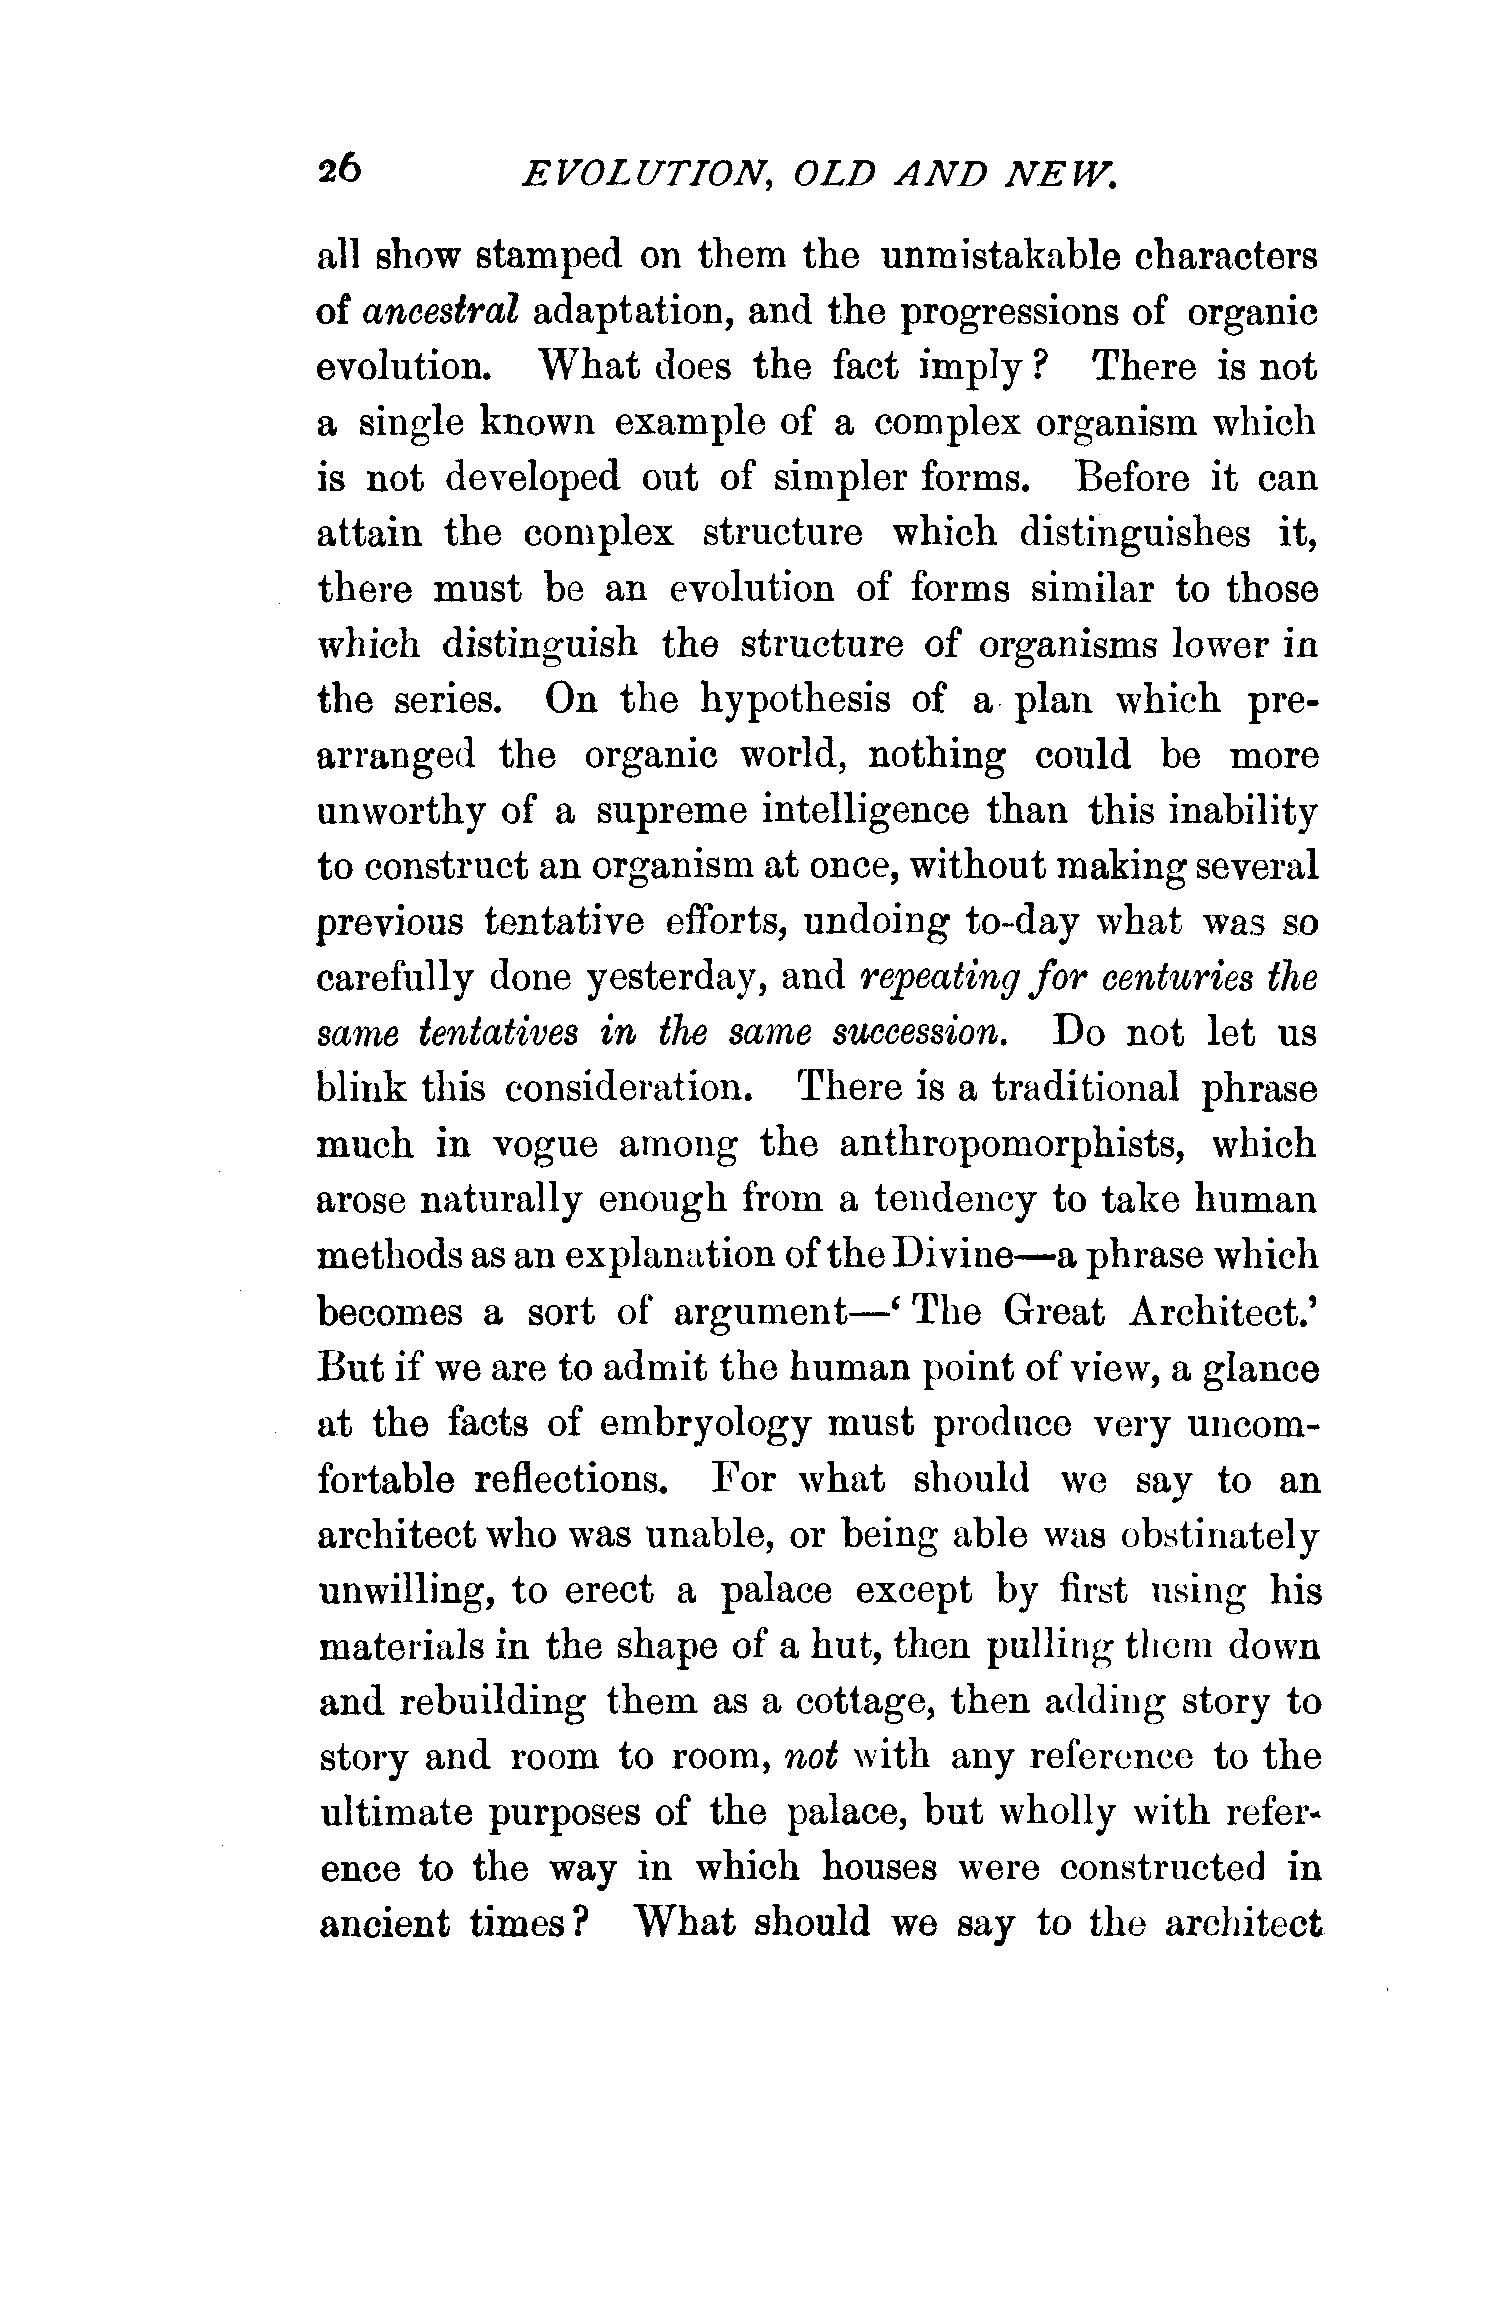 26 EVOLUTION, OLD AND NEW.
all show stamped on them the unmistakable characters
of ancestral adaptation, and the progressions of organic
evolution. What does the fact imply? There is not
a single known example of a complex organism which
is not developed out of simpler forms. Before it can
attain the complex structure which distinguishes it,
there must be an evolution of forms similar to those
which distinguish the structure of organisms lower in
the series. On the hypothesis of a plan which pre-
arranged the organic world, nothing could be more
unworthy of a supreme intelligence than this inability
to construct an organism at once, without making several
previous tentative efforts, undoing to-day what was so
carefully done yesterday, and repeating for centuries the
same tentatives in the same succession. Do not let us
blink this consideration. There is a traditional phrase
much in vogue among the anthropomorphists, which
arose naturally enough from a tendency to take human
methods as an explanation of the Divine—a phrase which
becomes a sort of argument—‘The Great Architect.’
But if we are to admit the human point of view, a glance
at the facts of embryology must produce very uncom-
fortable reflections. For what should we say to an
architect who was unable, or being able was obstinately
unwilling, to erect a palace except by first using his
materials in the shape of a hut, then pulling them down
and rebuilding them as a cottage, then adding story to
story and room to room, not with any reference to the
ultimate purposes of the palace, but wholly with refer-
ence to the way in which houses were constructed in
ancient times? What should we say to the architect